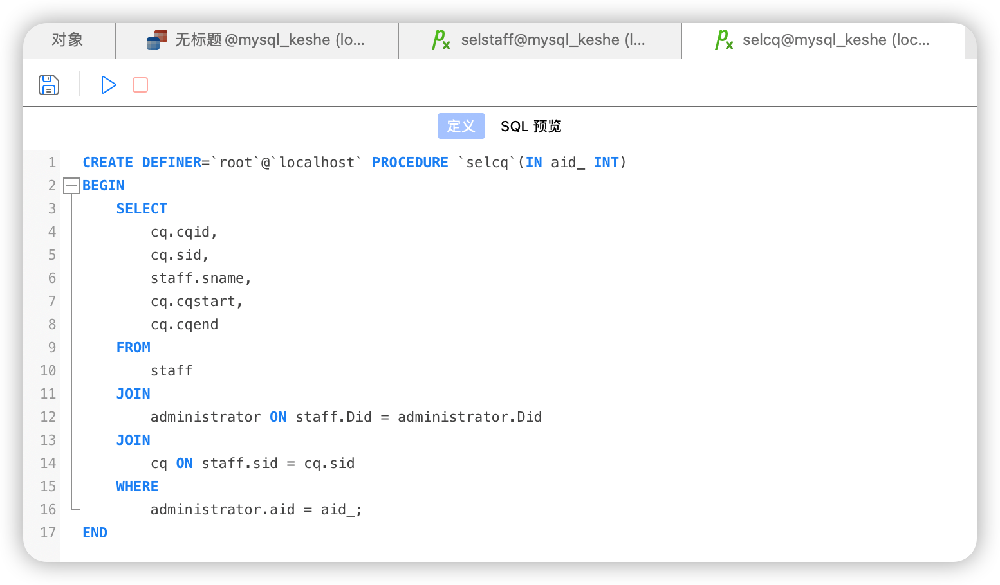 对象
无标题@mysql_keshe (lo...
selstaff@mysql_keshe (l...
selcq@mysql_keshe (loc...
定义 SQL 预览
1 CREATE DEFINER=`root`@`localhost` PROCEDURE `selcq`(IN aid_ INT)
2 BEGIN
3 SELECT
4 cq.cqid,
5 cq.sid,
6 staff.sname,
7 cq.cqstart,
8 cq.cqend
9 FROM
10 staff
11 JOIN
12 administrator ON staff.Did = administrator.Did
13 JOIN
14 cq ON staff.sid = cq.sid
15 WHERE
16 administrator.aid = aid_;
17 END